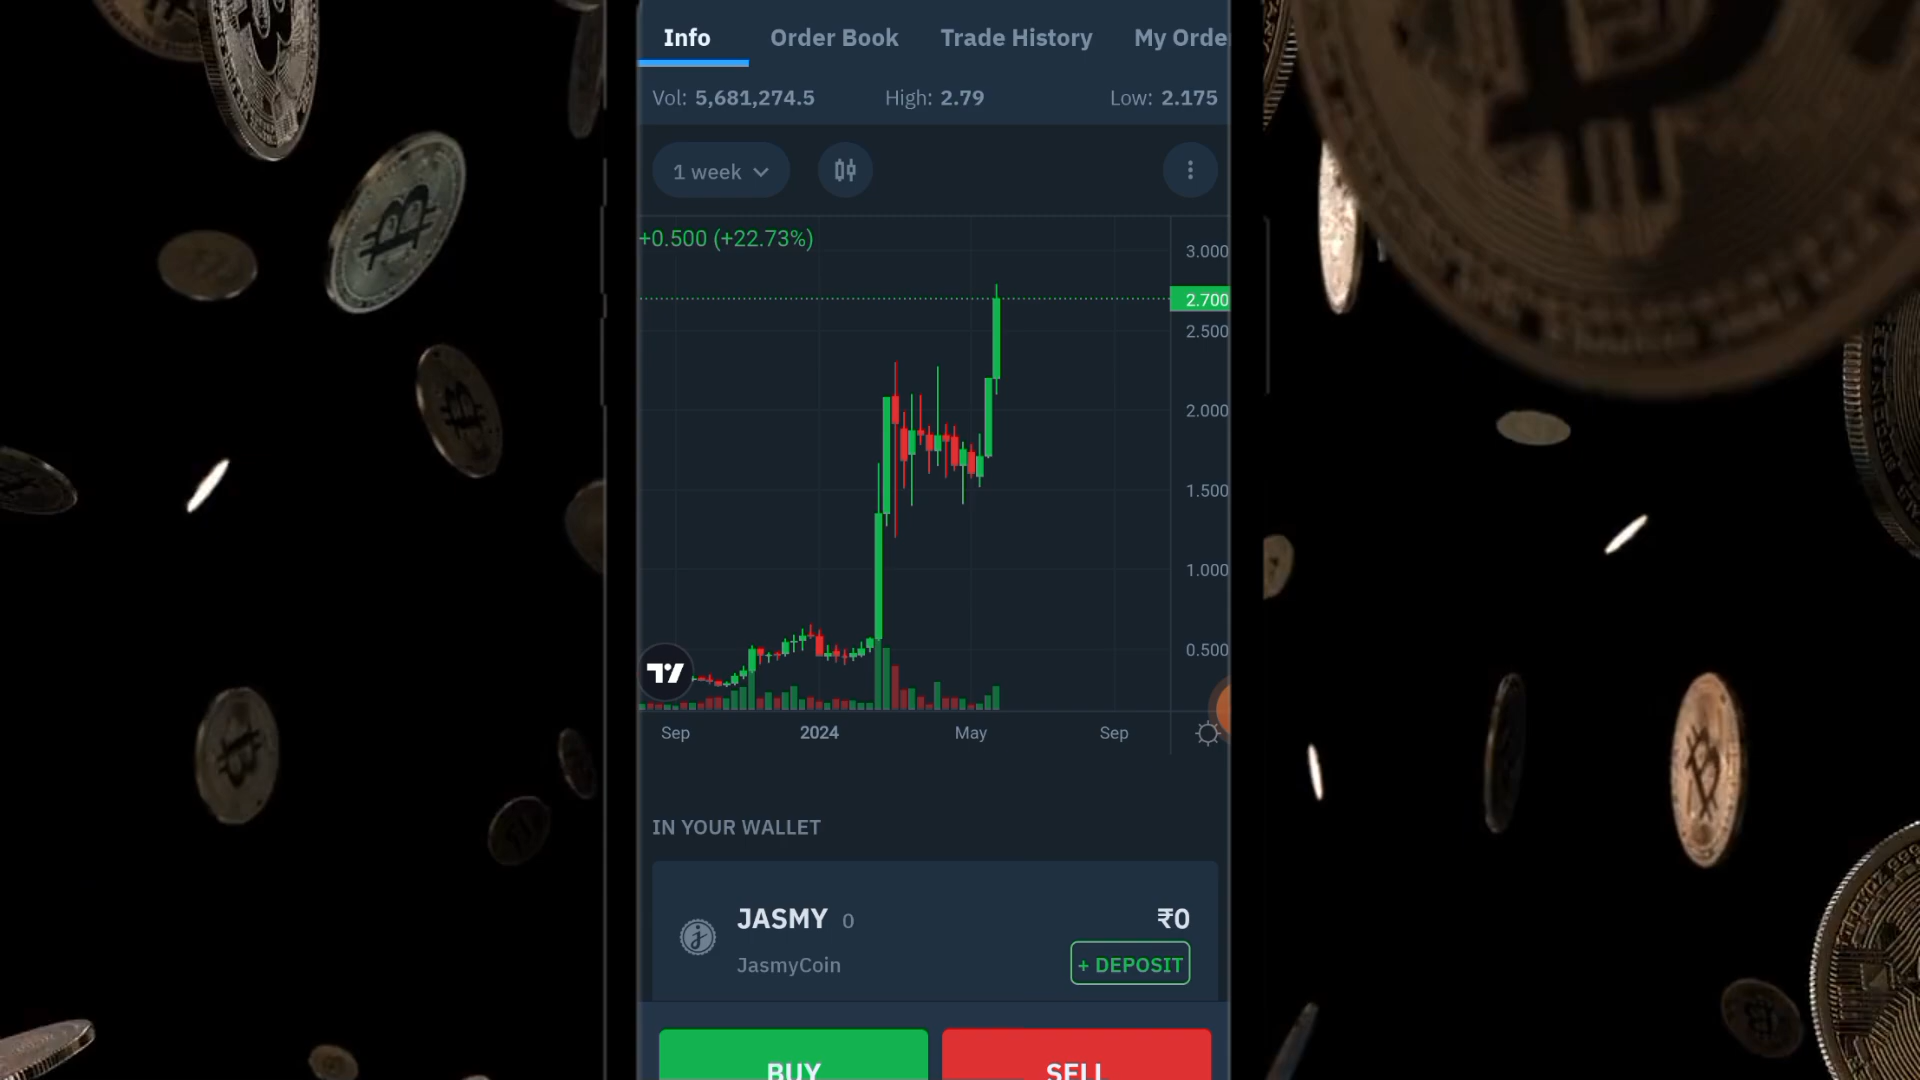 Info Order Book Trade History My Orde
Vol: 5,681,274.5 High: 2.79 Low: 2.175
1 week
+0.500 (+22.73%)
3.000
2.700
2.500
2.000
1.500
1.000
0.500
Sep 2024 May Sep
IN YOUR WALLET
JASMY 0 ₹0
JasmyCoin + DEPOSIT
BUY SELL